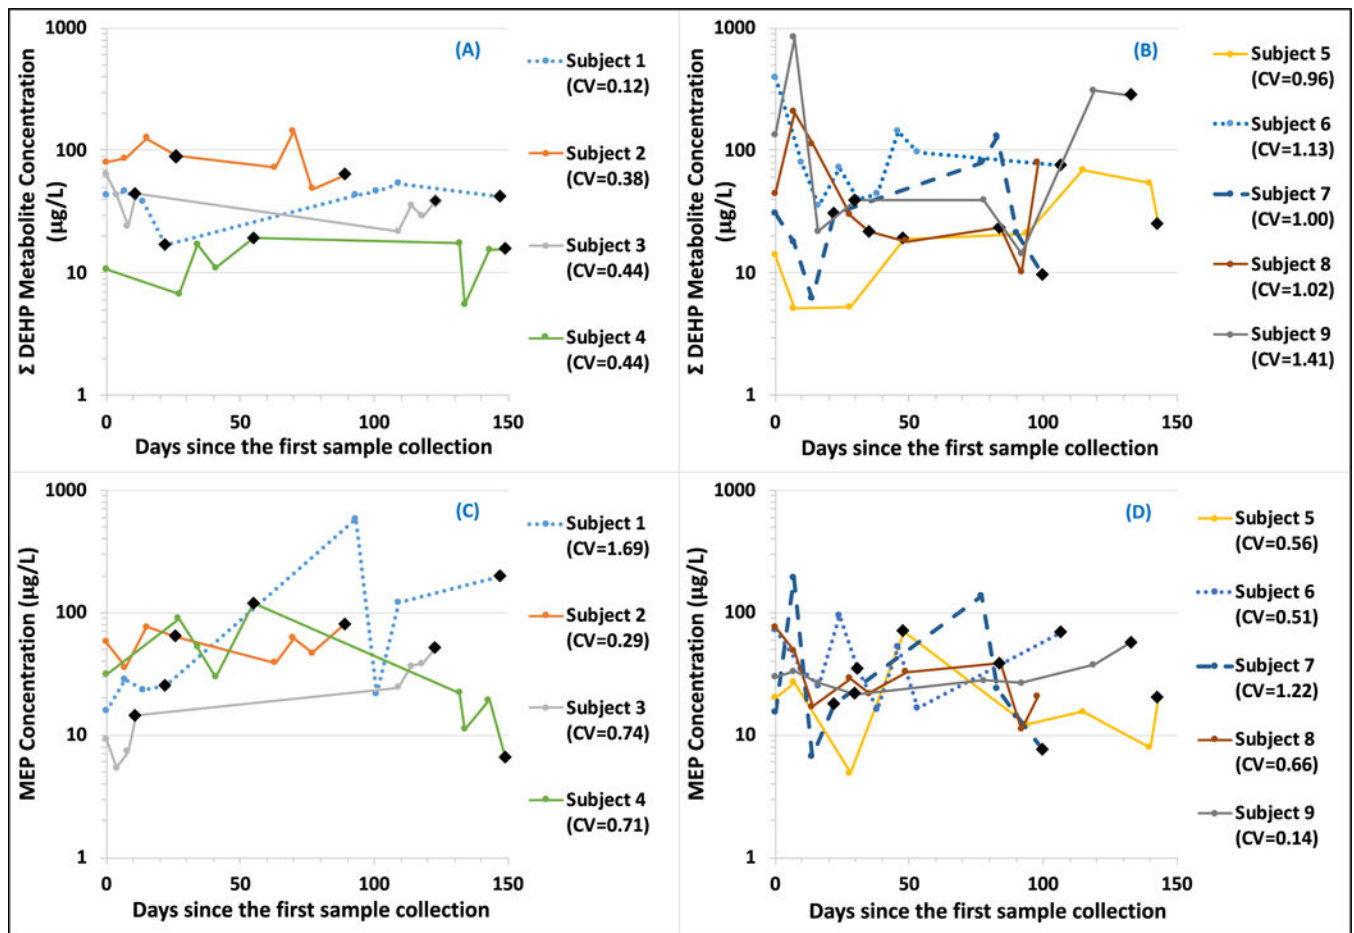 (A)
Σ DEHP Metabolite Concentration
(µg/L)
1000
100
10
1
0 50 100 150
Days since the first sample collection
Subject 1
(CV=0.12)
Subject 2
(CV=0.38)
Subject 3
(CV=0.44)
Subject 4
(CV=0.44)
(B)
Σ DEHP Metabolite Concentration
(µg/L)
1000
100
10
1
0 50 100 150
Days since the first sample collection
Subject 5
(CV=0.96)
Subject 6
(CV=1.13)
Subject 7
(CV=1.00)
Subject 8
(CV=1.02)
Subject 9
(CV=1.41)
(C)
MEP Concentration (µg/L)
1000
100
10
1
0 50 100 150
Days since the first sample collection
Subject 1
(CV=1.69)
Subject 2
(CV=0.29)
Subject 3
(CV=0.74)
Subject 4
(CV=0.71)
(D)
MEP Concentration (µg/L)
1000
100
10
1
0 50 100 150
Days since the first sample collection
Subject 5
(CV=0.56)
Subject 6
(CV=0.51)
Subject 7
(CV=1.22)
Subject 8
(CV=0.66)
Subject 9
(CV=0.14)